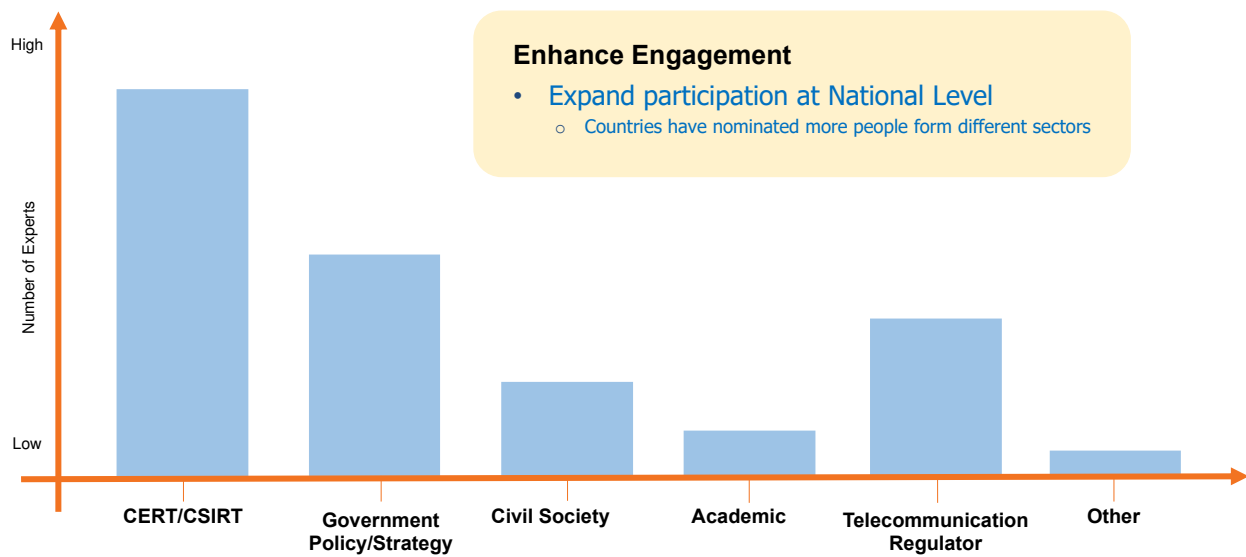 High
Enhance Engagement
• Expand participation at National Level
o Countries have nominated more people form different sectors
Number of Experts
Low
CERT/CSIRT
Government
Policy/Strategy
Civil Society
Academic
Telecommunication
Regulator
Other